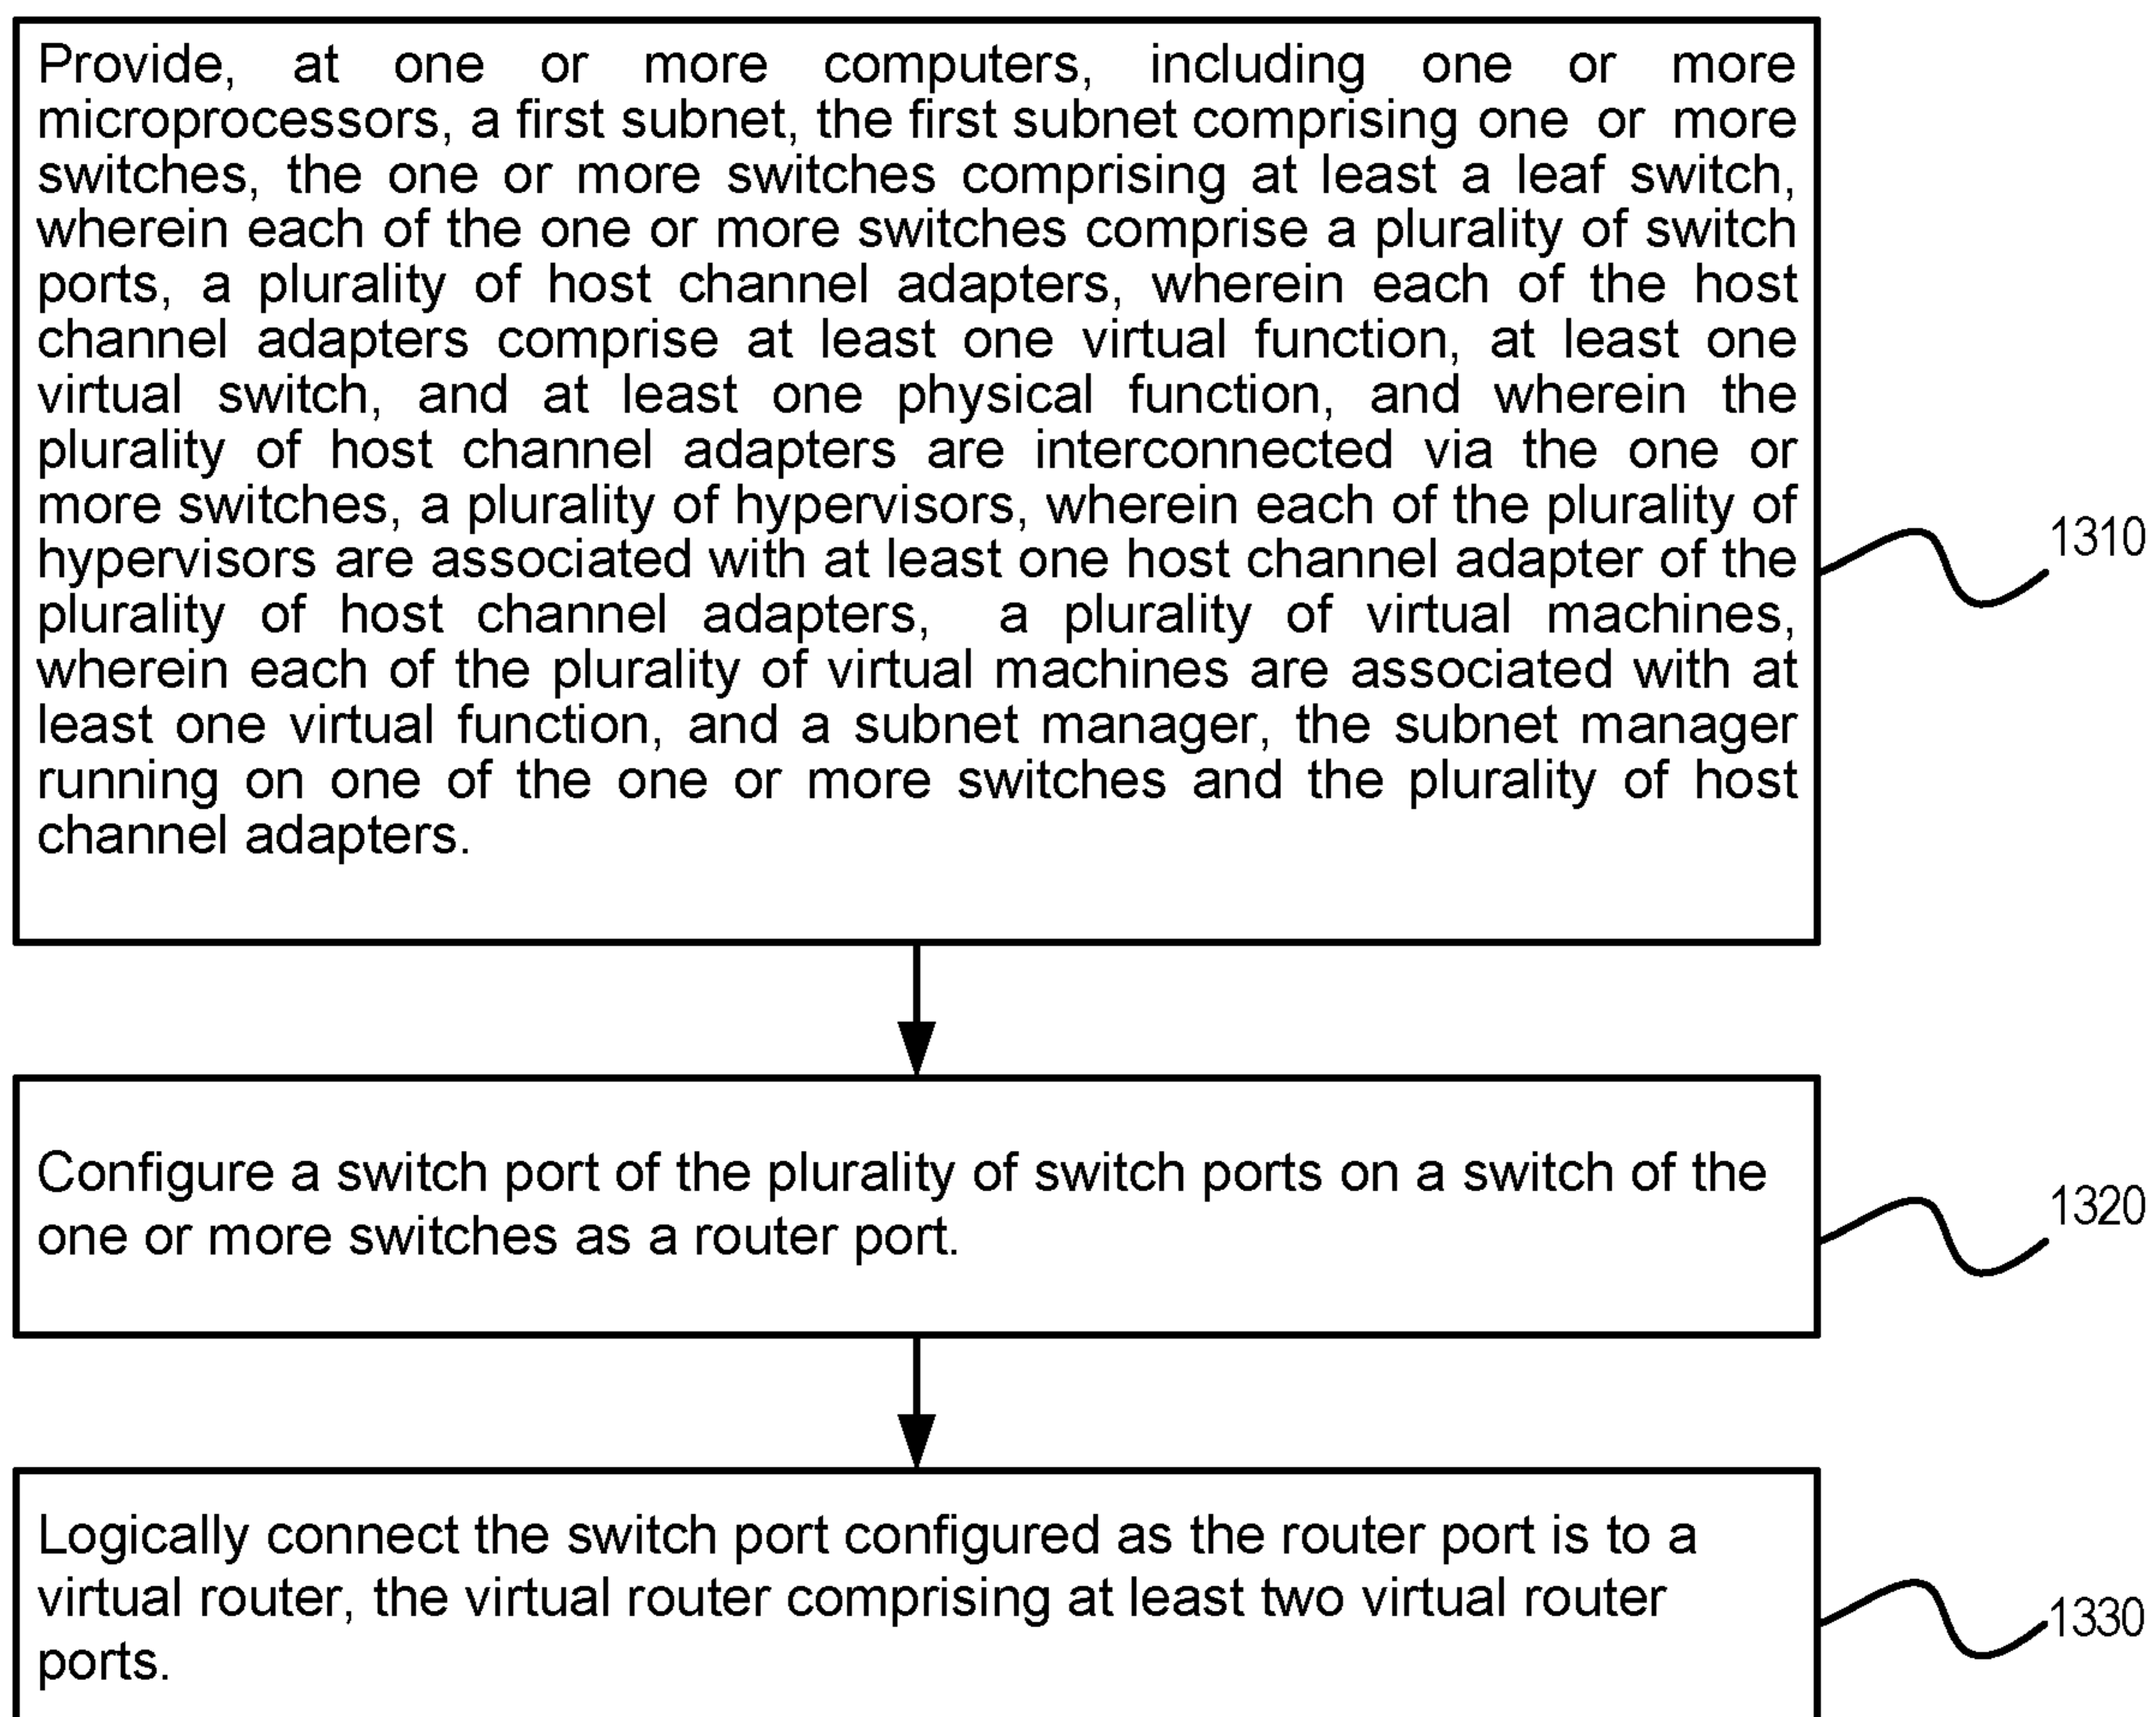 Provide, at one or more computers, including one or more
microprocessors, a first subnet, the first subnet comprising one or more
switches, the one or more switches comprising at least a leaf switch,
wherein each of the one or more switches comprise a plurality of switch
ports, a plurality of host channel adapters, wherein each of the host
channel adapters comprise at least one virtual function, at least one
virtual switch, and at least one physical function, and wherein the
plurality of host channel adapters are interconnected via the one or
more switches, a plurality of hypervisors, wherein each of the plurality of
hypervisors are associated with at least one host channel adapter of the
plurality of host channel adapters, a plurality of virtual machines,
wherein each of the plurality of virtual machines are associated with at
least one virtual function, and a subnet manager, the subnet manager
running on one of the one or more switches and the plurality of host
channel adapters.
1310
Configure a switch port of the plurality of switch ports on a switch of the
one or more switches as a router port.
1320
Logically connect the switch port configured as the router port is to a
virtual router, the virtual router comprising at least two virtual router
ports.
1330